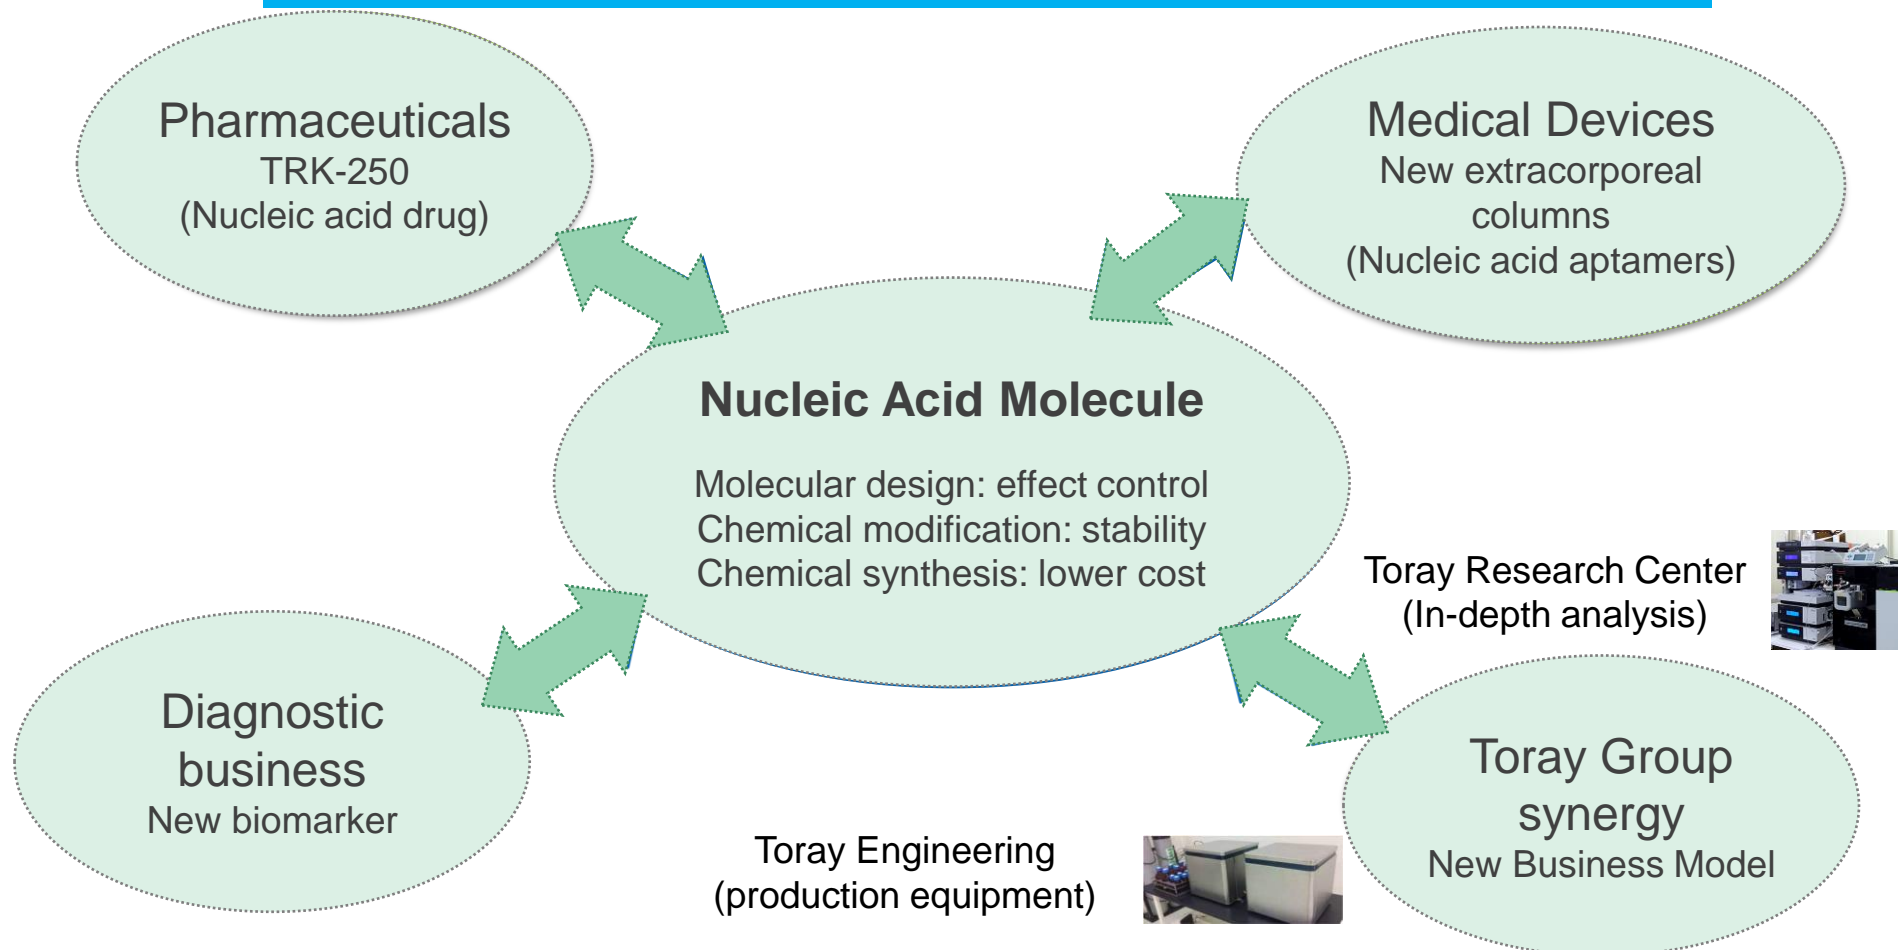 Pharmaceuticals
TRK-250
(Nucleic acid drug)
Medical Devices
New extracorporeal
columns
(Nucleic acid aptamers)
Nucleic Acid Molecule
Molecular design: effect control
Chemical modification: stability
Chemical synthesis: lower cost
Toray Research Center
(In-depth analysis)
Diagnostic
business
New biomarker
Toray Group
synergy
New Business Model
Toray Engineering
(production equipment)